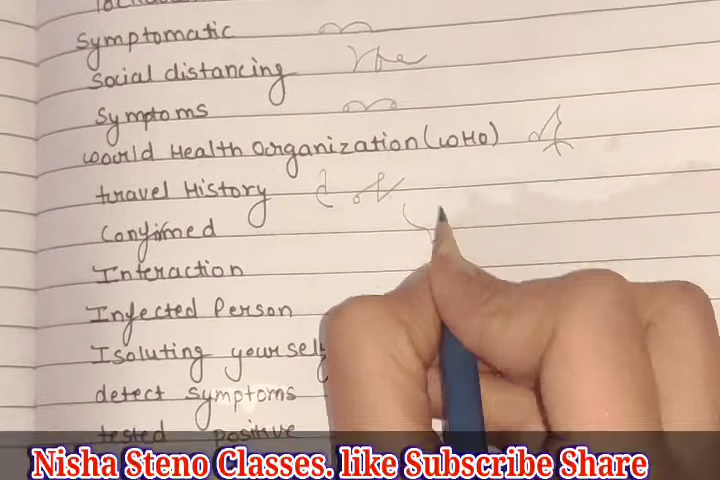 Symptomatic
Social distancing
Symptoms
World Health Organization (WHO)
travel History
Confirmed
Interaction
Infected Person
Isoluting yourself
detect symptoms
tested positive
Nisha Steno Classes. like Subscribe Share